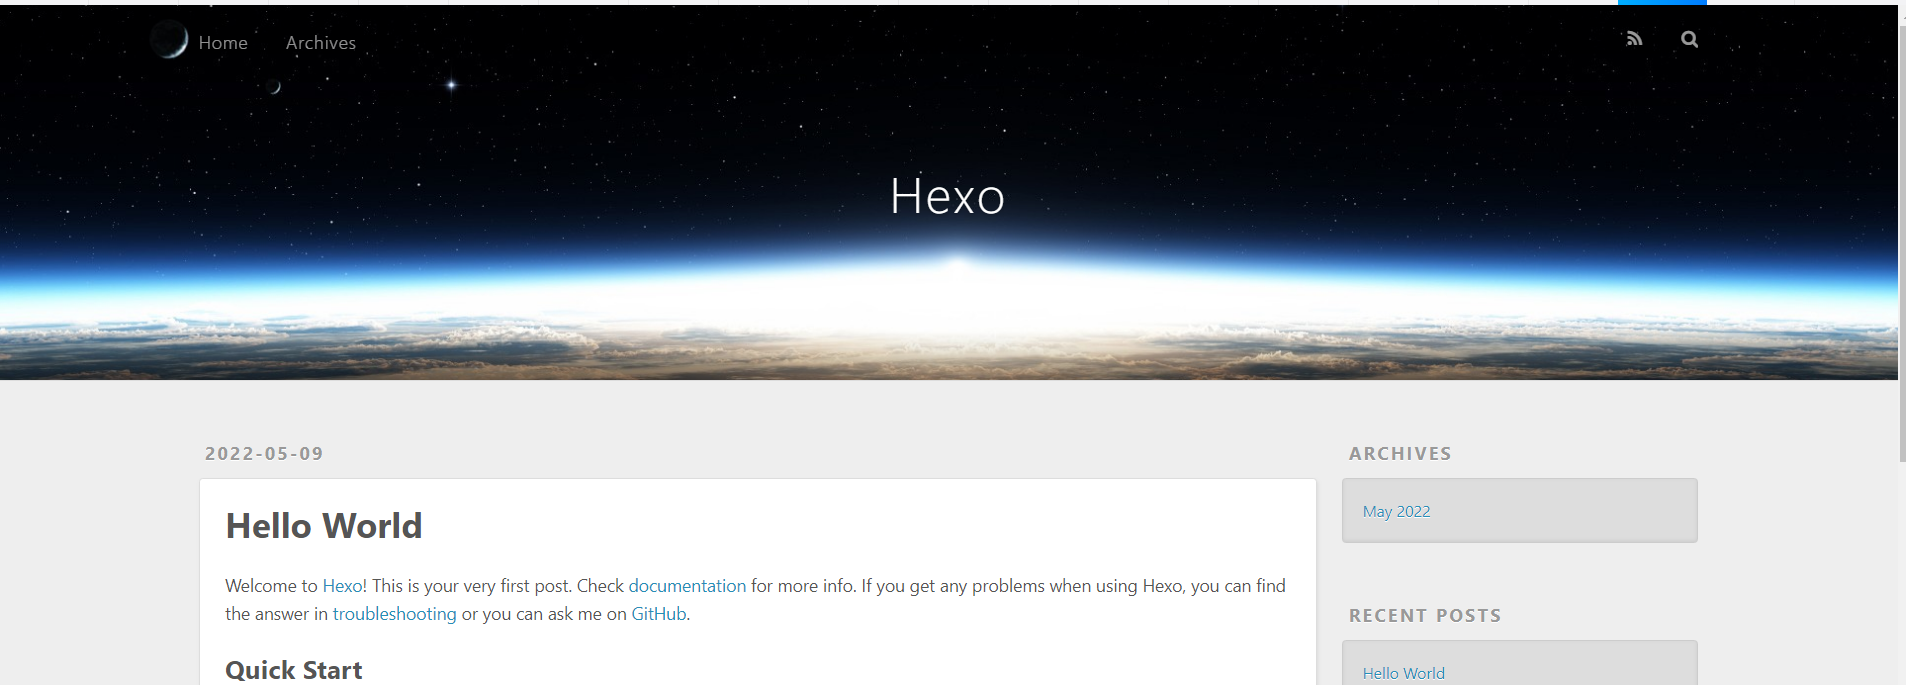 Home Archives
Hexo
2022-05-09
Hello World
Welcome to Hexo! This is your very first post. Check documentation for more info. If you get any problems when using Hexo, you can find
the answer in troubleshooting or you can ask me on GitHub.
Quick Start
ARCHIVES
May 2022
RECENT POSTS
Hello World